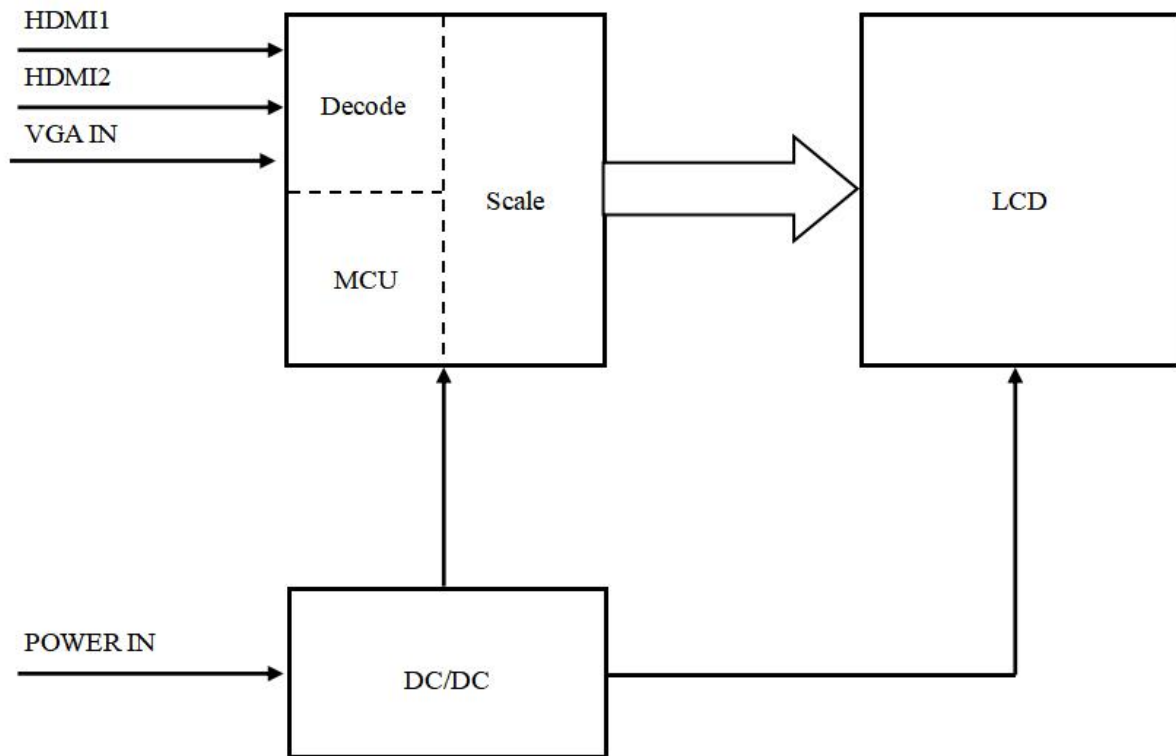 HDMI1
HDMI2
VGA IN
Decode
Scale
MCU
LCD
POWER IN
DC/DC